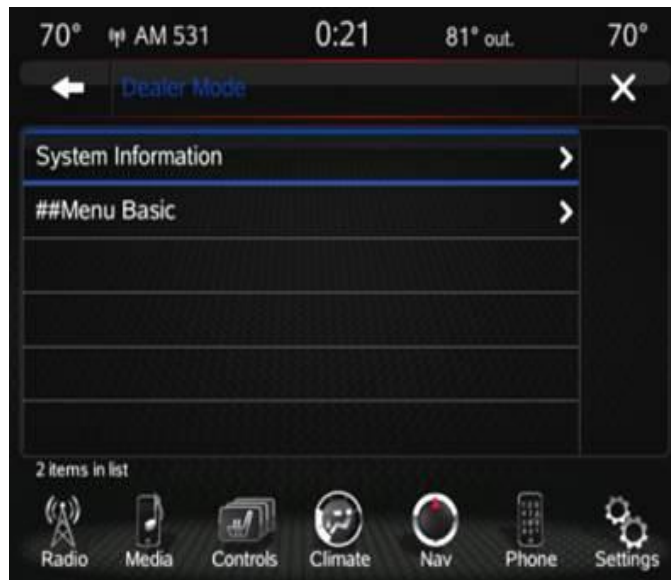 70° AM 531 0:21 81° out. 70°
Dealer Mode
System Information
##Menu Basic
2 items in list
Radio Media Controls Climate Nav Phone Settings